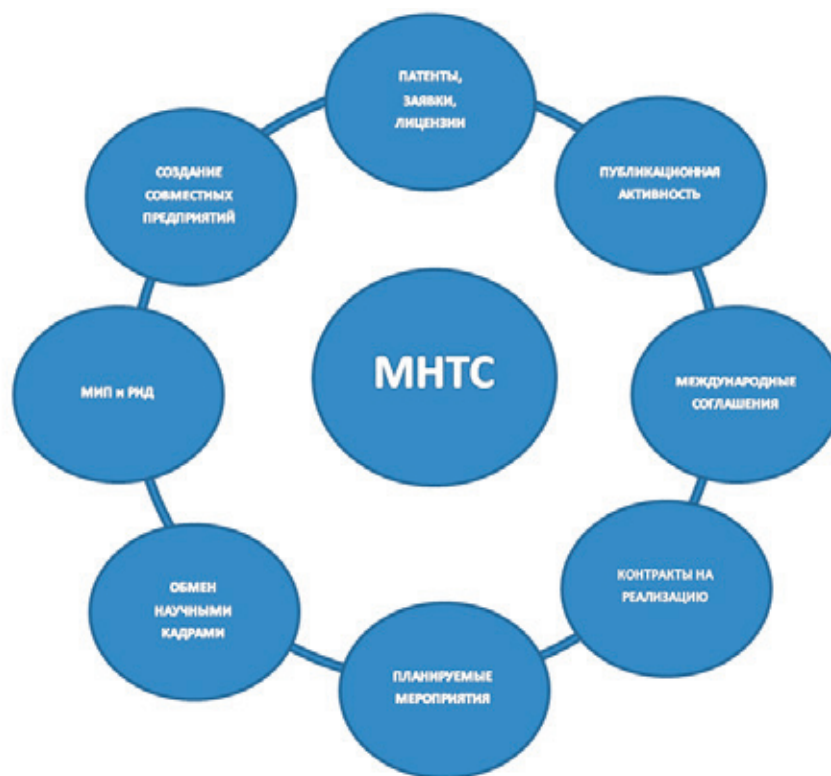 ПАТЕНТЫ,
ЗАЯВКИ,
ЛИЦЕНЗИИ
ПУБЛИКАЦИОННАЯ
АКТИВНОСТЬ
МЕЖДУНАРОДНЫЕ
СОГЛАШЕНИЯ
КОНТРАКТЫ НА
РЕАЛИЗАЦИЮ
ПЛАНИРУЕМЫЕ
МЕРОПРИЯТИЯ
ОБМЕН
НАУЧНЫМИ
КАДРАМИ
МИП и РИД
СОЗДАНИЕ
СОВМЕСТНЫХ
ПРЕДПРИЯТИЙ
МНТС